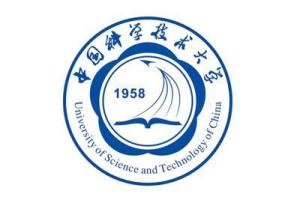 中国科学技术大学
1958
University of Science and Technology of China